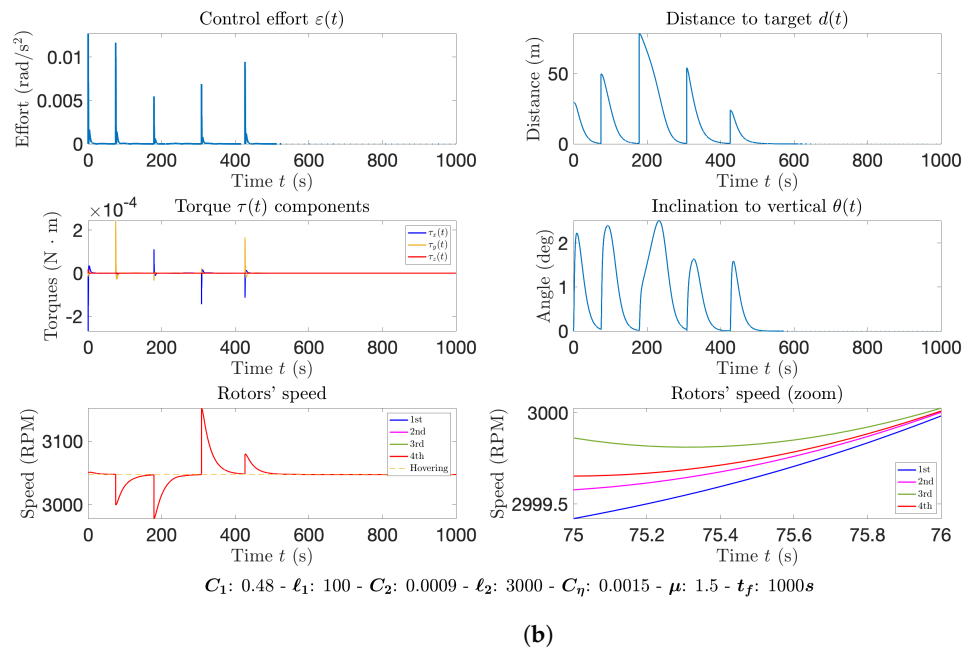 Control effort ε(t)
Effort (rad/s²)
0.01
0.005
0
0 200 400 600 800 1000
Time t (s)
Distance to target d(t)
Distance (m)
50
0
0 200 400 600 800 1000
Time t (s)
Torque τ(t) components
×10⁻⁴
Torques (N · m)
2
0
-2
τₓ(t)
τᵧ(t)
τ_z(t)
0 200 400 600 800 1000
Time t (s)
Inclination to vertical θ(t)
Angle (deg)
2
1
0
0 200 400 600 800 1000
Time t (s)
Rotors' speed
Speed (RPM)
3100
3000
1st
2nd
3rd
4th
Hovering
0 200 400 600 800 1000
Time t (s)
Rotors' speed (zoom)
Speed (RPM)
3000
2999.5
1st
2nd
3rd
4th
75 75.2 75.4 75.6 75.8 76
Time t (s)
C₁: 0.48 - ℓ₁: 100 - C₂: 0.0009 - ℓ₂: 3000 - C_η: 0.0015 - μ: 1.5 - t_f: 1000s
(b)